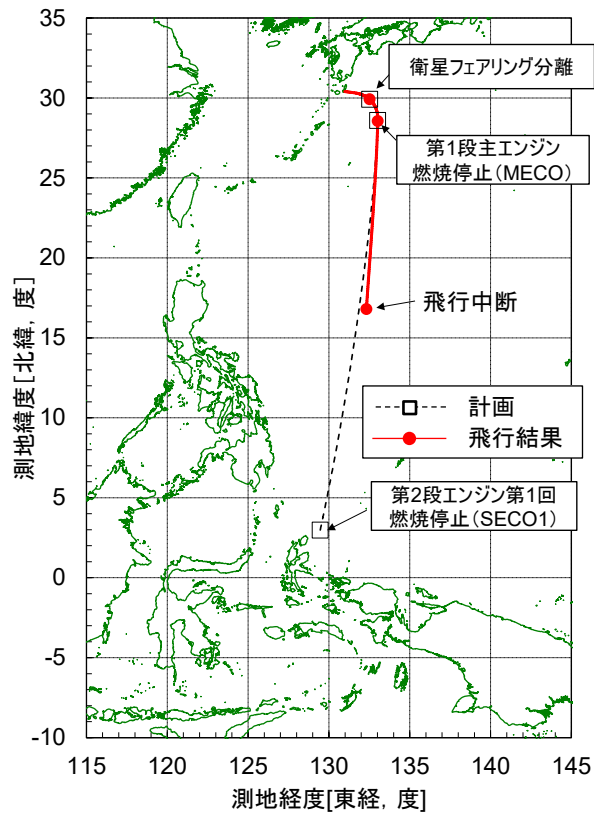 35
30
25
20
15
10
5
0
-5
-10
115
120
125
130
135
140
145
測地緯度[北緯, 度]
測地経度[東経, 度]
衛星フェアリング分離
第1段主エンジン
燃焼停止(MECO)
飛行中断
計画
飛行結果
第2段エンジン第1回
燃焼停止(SECO1)